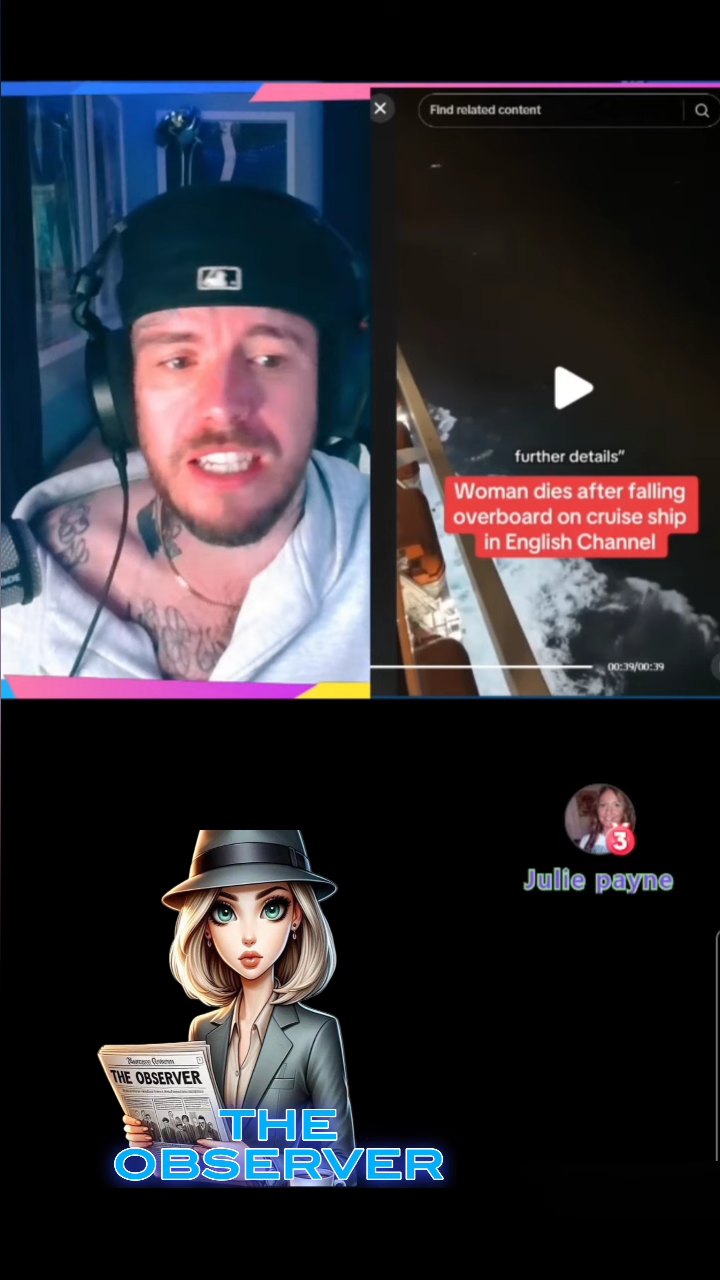 Find related content
further details"
Woman dies after falling
overboard on cruise ship
in English Channel
00:39/00:39
3
Julie payne
THE OBSERVER
THE
OBSERVER